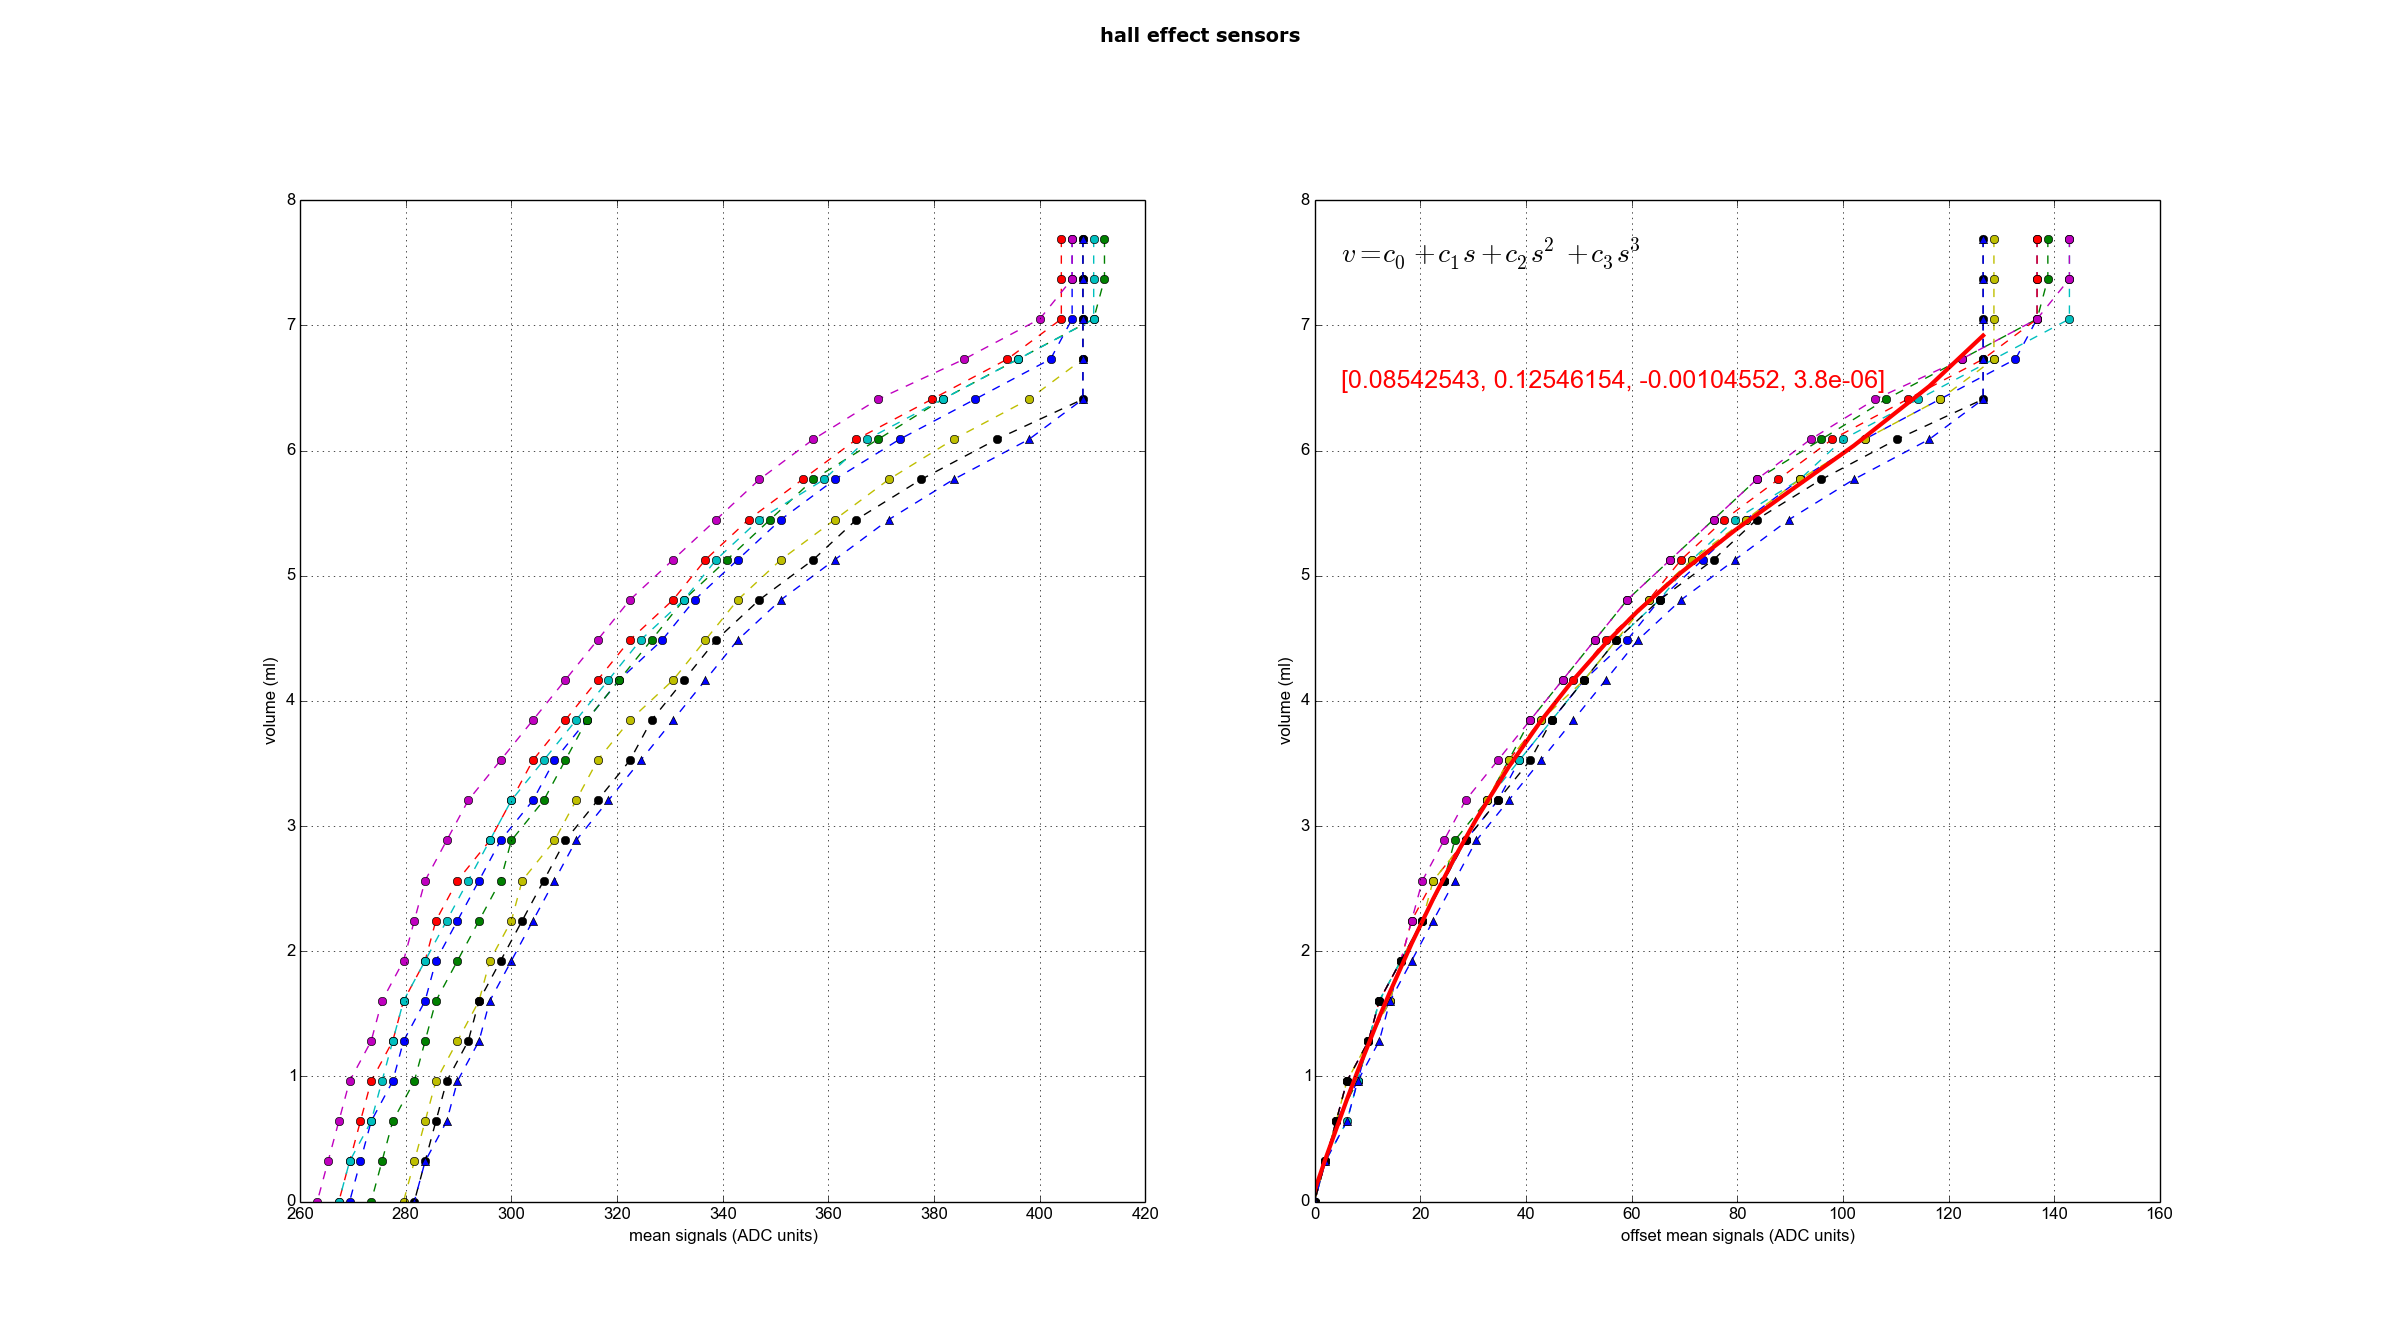 hall effect sensors
8
7
6
5
4
3
2
1
0
volume (ml)
260 280 300 320 340 360 380 400 420
mean signals (ADC units)
8
7
6
5
4
3
2
1
0
volume (ml)
v=c₀ +c₁s+c₂s² +c₃s³
[0.08542543, 0.12546154, -0.00104552, 3.8e-06]
0 20 40 60 80 100 120 140 160
offset mean signals (ADC units)